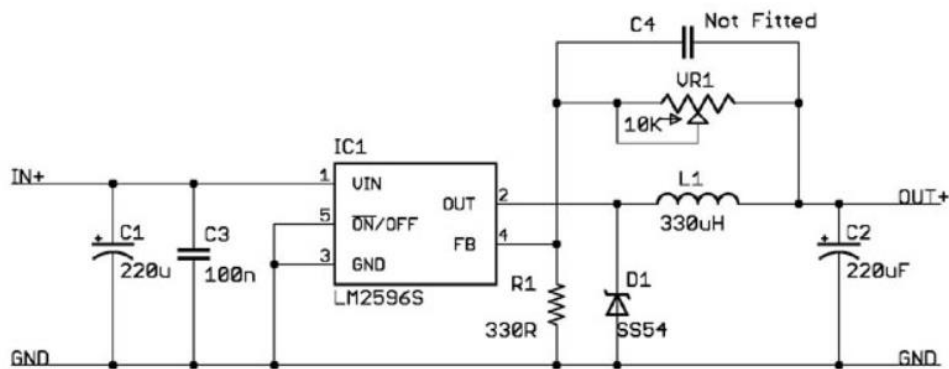 C4 Not Fitted
VR1
10K
IC1
IN+
1 VIN
L1
OUT 2
OUT+
330uH
5 ON/OFF
C1
C3
FB 4
C2
220u
100n
3 GND
R1
D1
220uF
LM2596S
330R
SS54
GND
GND